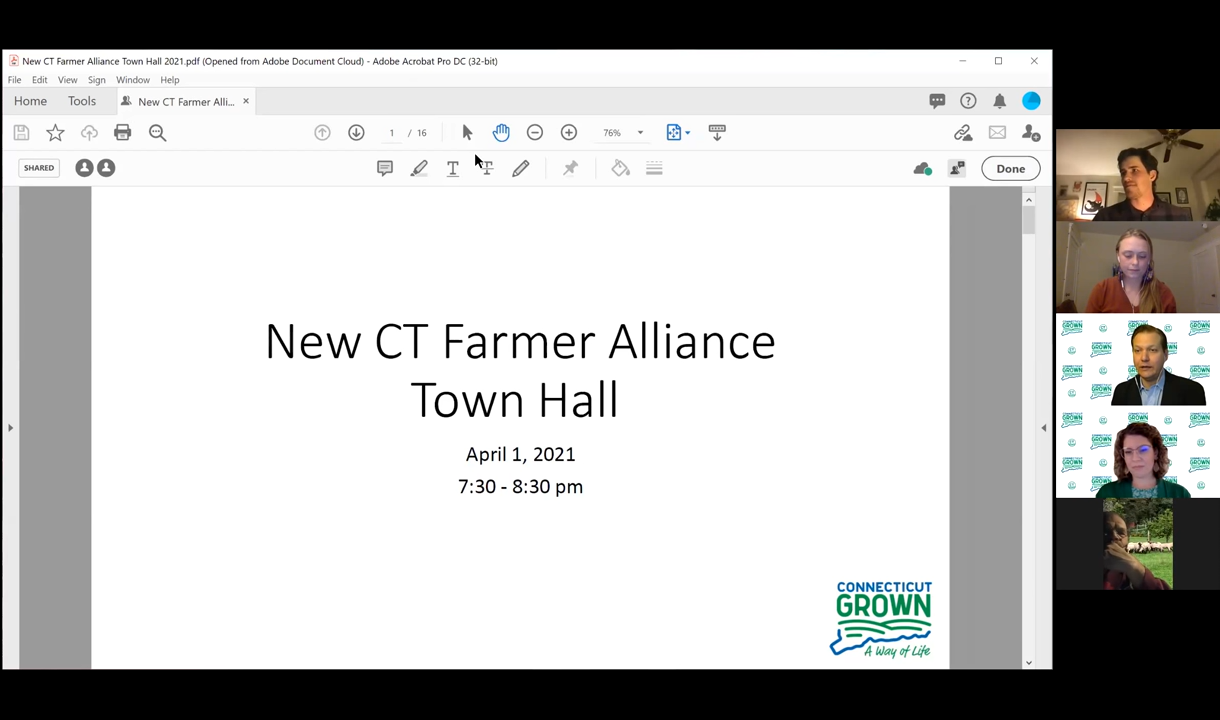 New CT Farmer Alliance Town Hall 2021.pdf (Opened from Adobe Document Cloud) - Adobe Acrobat Pro DC (32-bit)
File Edit View Sign Window Help
Home Tools New CT Farmer Alli... ×
1 / 16 76%
SHARED T T Done
New CT Farmer Alliance
Town Hall
April 1, 2021
7:30 - 8:30 pm
CONNECTICUT
GROWN
A Way of Life
CONNECTICUT
GROWN